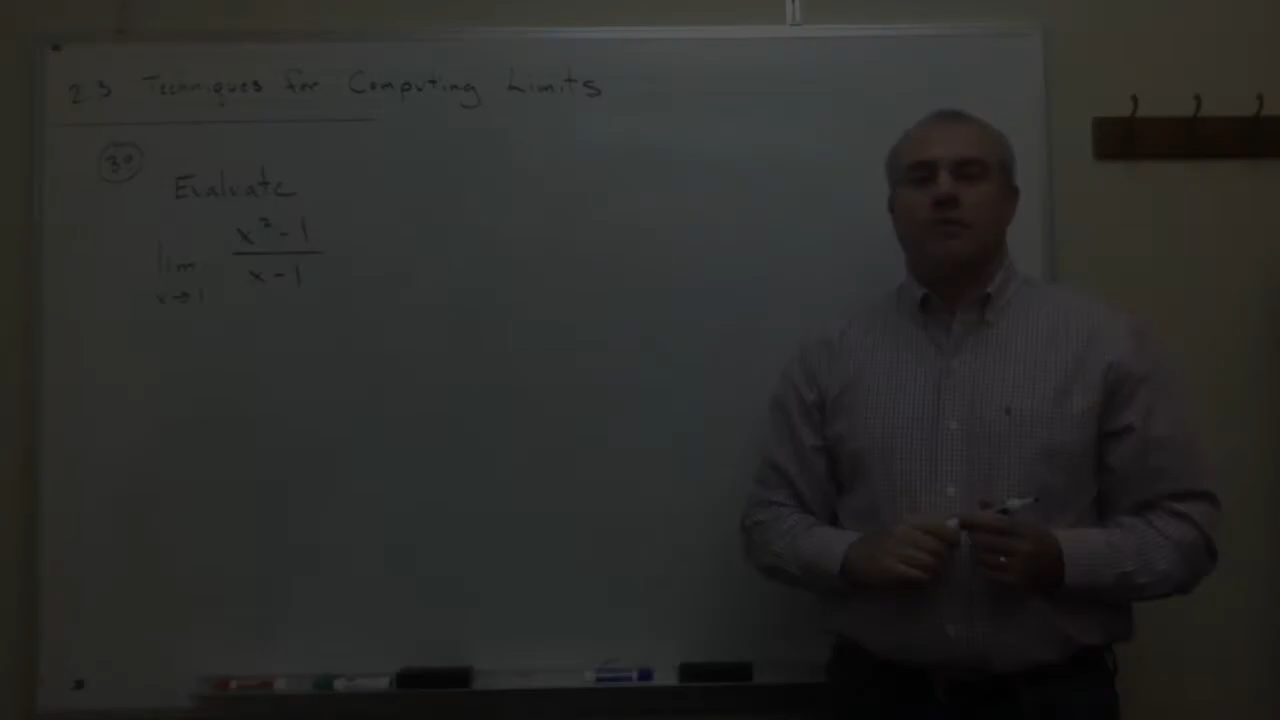 2.3 Techniques for Computing Limits
30
Evaluate
lim x→1 x² - 1 / x - 1